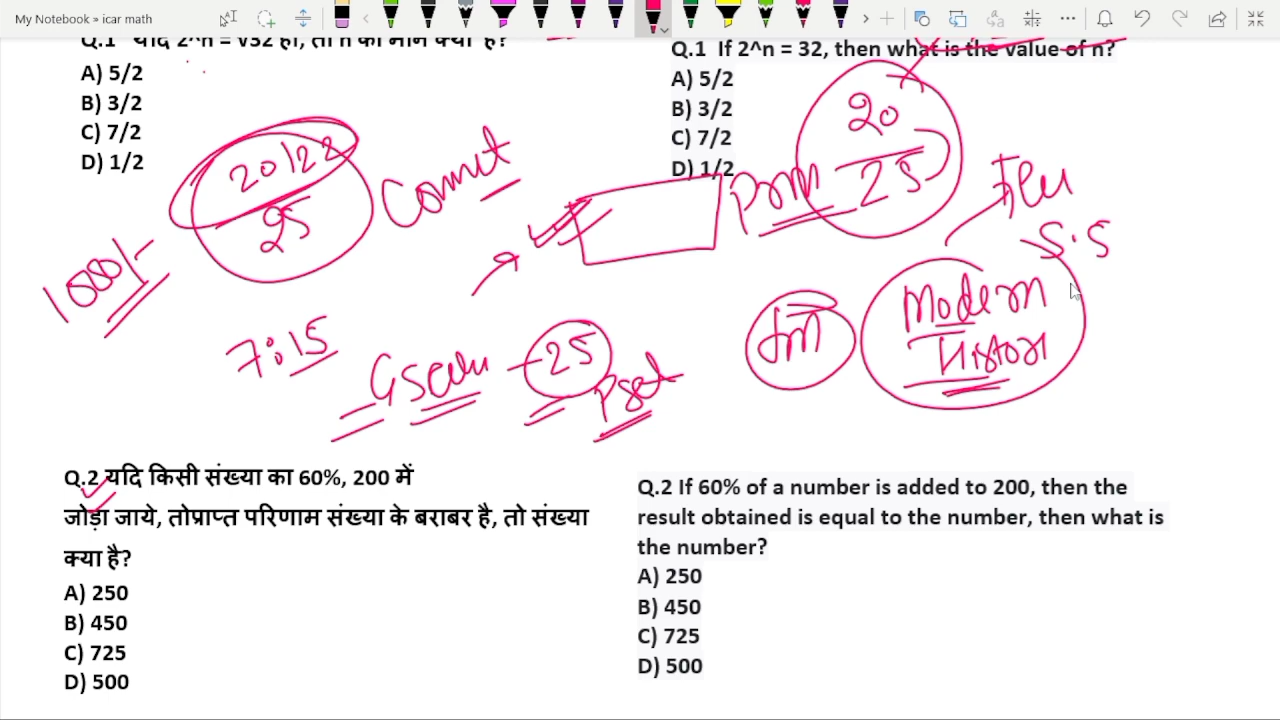 My Notebook » icar math
Q.1 यदि 2^n = √32 हो, तो n का मान क्या है?
A) 5/2
B) 3/2
C) 7/2
D) 1/2
Q.1 If 2^n = 32, then what is the value of n?
A) 5/2
B) 3/2
C) 7/2
D) 1/2
20/22
25
1000/-
7:15
25
20
25
S.S
Modern
Q.2 यदि किसी संख्या का 60%, 200 में
जोड़ा जाये, तोप्राप्त परिणाम संख्या के बराबर है, तो संख्या
क्या है?
A) 250
B) 450
C) 725
D) 500
Q.2 If 60% of a number is added to 200, then the
result obtained is equal to the number, then what is
the number?
A) 250
B) 450
C) 725
D) 500